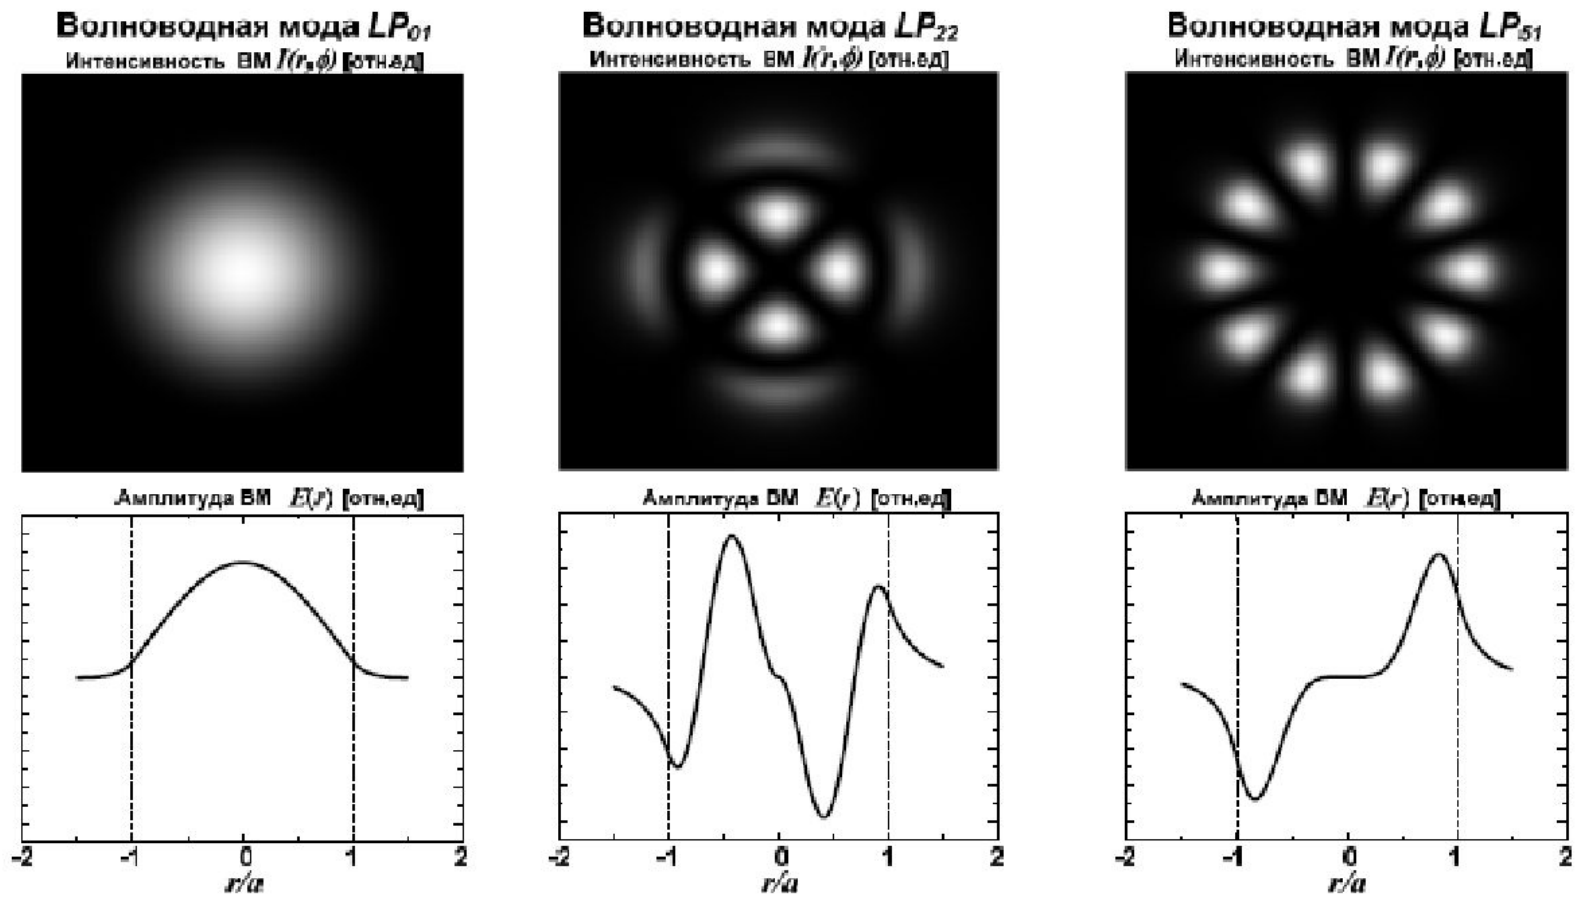 Волноводная мода LP01
Интенсивность ВМ I(r,ϕ) [отн.ед]
Волноводная мода LP22
Интенсивность ВМ I(r,ϕ) [отн.ед]
Волноводная мода LP51
Интенсивность ВМ I(r,ϕ) [отн.ед]
Амплитуда ВМ E(r) [отн.ед]
Амплитуда ВМ E(r) [отн.ед]
Амплитуда ВМ E(r) [отн.ед]
-2 -1 0 1 2
r/a
-2 -1 0 1 2
r/a
-2 -1 0 1 2
r/a